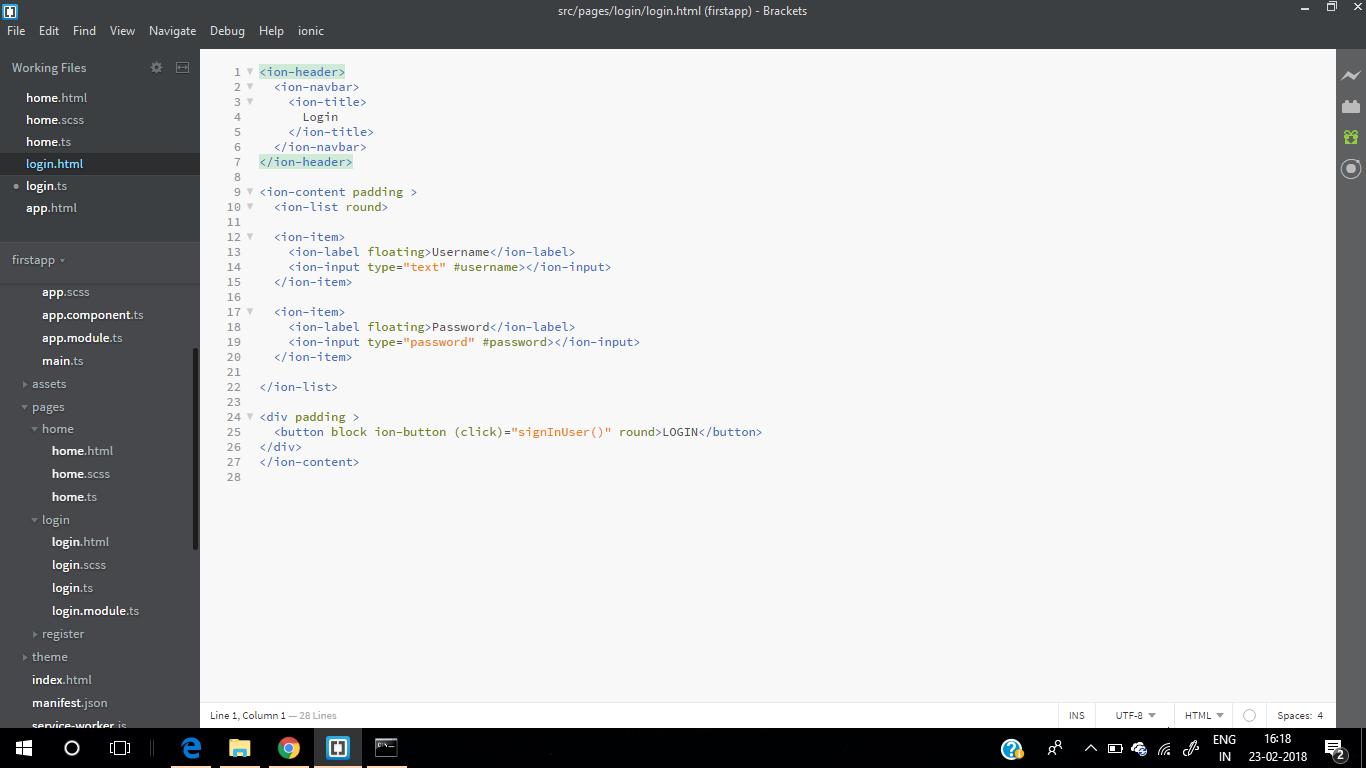 src/pages/login/login.html (firstapp) - Brackets
File Edit Find View Navigate Debug Help ionic
Working Files
home.html
home.scss
home.ts
login.html
login.ts
app.html
firstapp
app.scss
app.component.ts
app.module.ts
main.ts
assets
pages
home
home.html
home.scss
home.ts
login
login.html
login.scss
login.ts
login.module.ts
register
theme
index.html
manifest.json
service-worker.js
1 <ion-header>
2 <ion-navbar>
3 <ion-title>
4 Login
5 </ion-title>
6 </ion-navbar>
7 </ion-header>
8
9 <ion-content padding >
10 <ion-list round>
11
12 <ion-item>
13 <ion-label floating>Username</ion-label>
14 <ion-input type="text" #username></ion-input>
15 </ion-item>
16
17 <ion-item>
18 <ion-label floating>Password</ion-label>
19 <ion-input type="password" #password></ion-input>
20 </ion-item>
21
22 </ion-list>
23
24 <div padding >
25 <button block ion-button (click)="signInUser()" round>LOGIN</button>
26 </div>
27 </ion-content>
28
Line 1, Column 1 — 28 Lines
INS UTF-8 HTML Spaces: 4
ENG
IN
16:18
23-02-2018
2